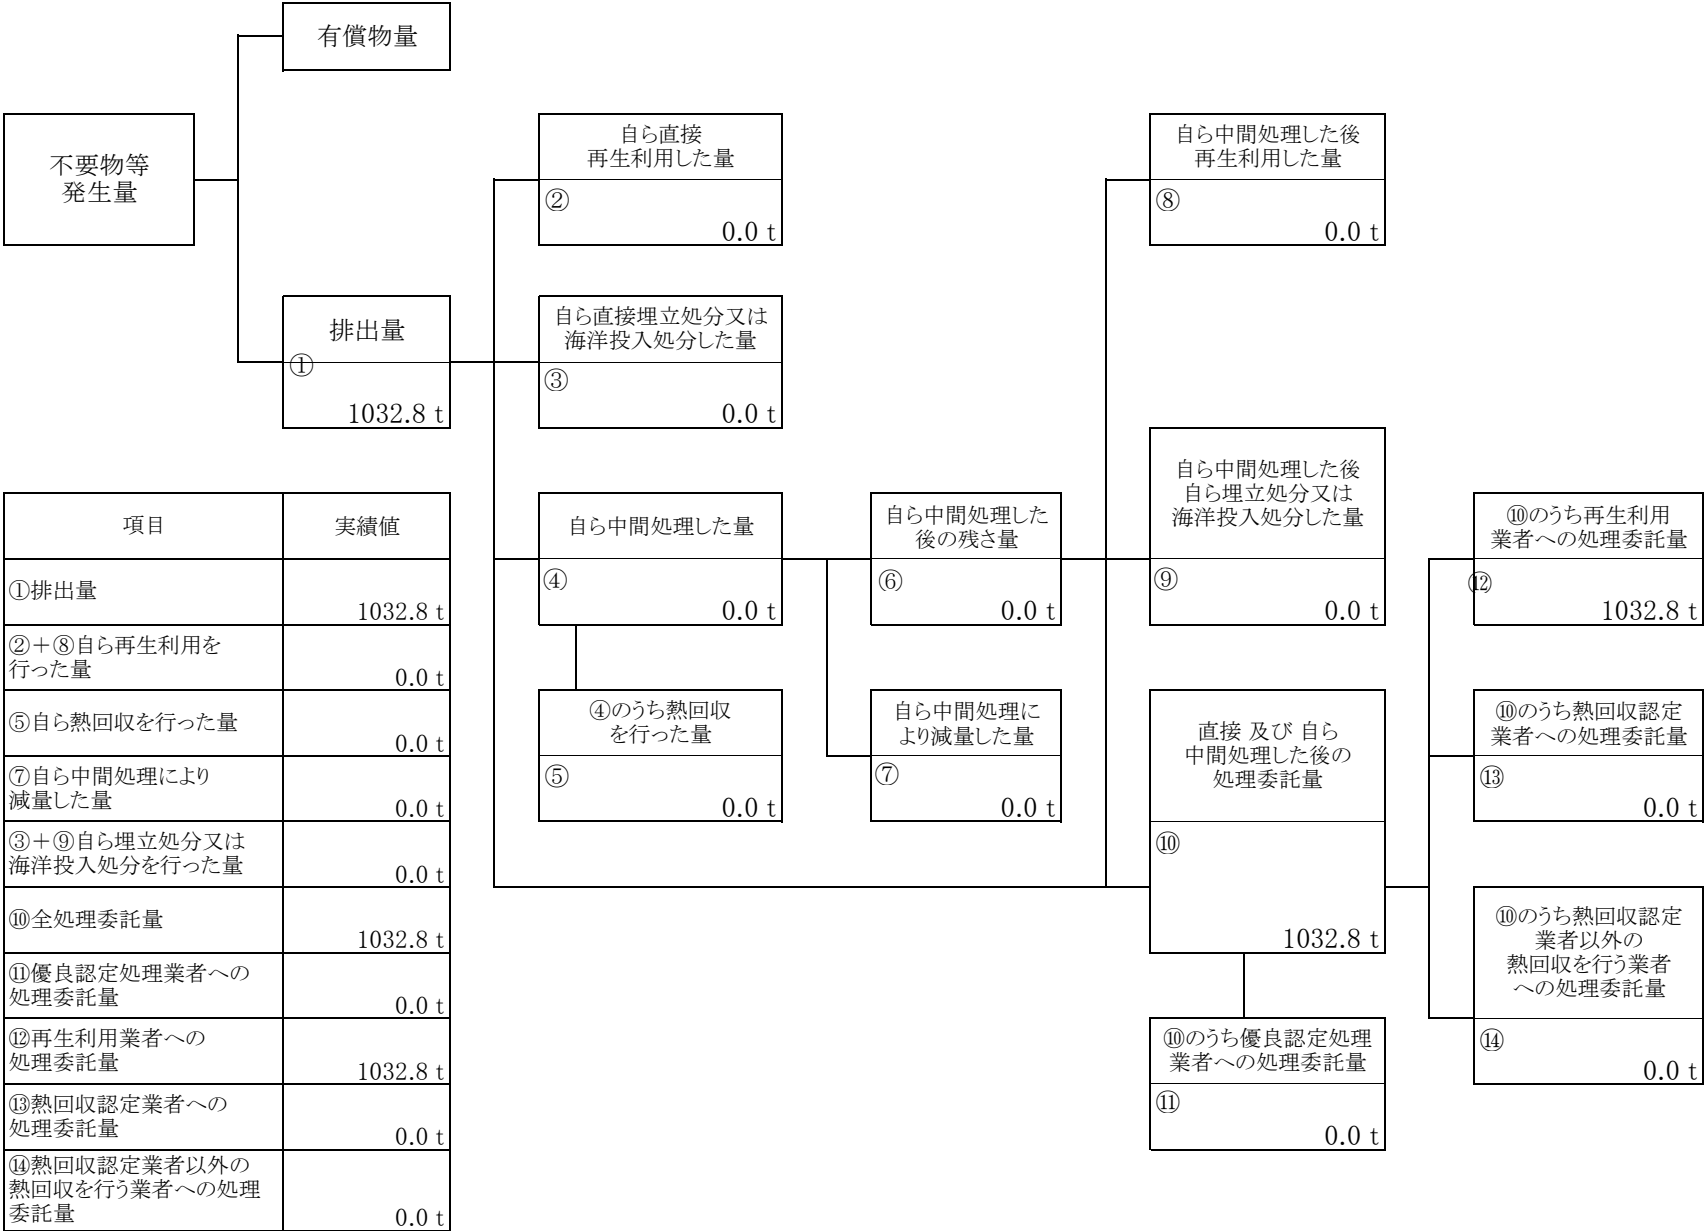 有償物量
不要物等
発生量
自ら直接
再生利用した量
②
0.0 t
自ら中間処理した後
再生利用した量
⑧
0.0 t
排出量
①
1032.8 t
自ら直接埋立処分又は
海洋投入処分した量
③
0.0 t
自ら中間処理した量
④
0.0 t
自ら中間処理した
後の残さ量
⑥
0.0 t
自ら中間処理した後
自ら埋立処分又は
海洋投入処分した量
⑨
0.0 t
⑩のうち再生利用
業者への処理委託量
⑫
1032.8 t
④のうち熱回収
を行った量
⑤
0.0 t
自ら中間処理に
より減量した量
⑦
0.0 t
直接 及び 自ら
中間処理した後の
処理委託量
⑩
1032.8 t
⑩のうち熱回収認定
業者への処理委託量
⑬
0.0 t
⑩のうち熱回収認定
業者以外の
熱回収を行う業者
への処理委託量
⑭
0.0 t
⑩のうち優良認定処理
業者への処理委託量
⑪
0.0 t
項目 実績値
①排出量
1032.8 t
②＋⑧自ら再生利用を
行った量
0.0 t
⑤自ら熱回収を行った量
0.0 t
⑦自ら中間処理により
減量した量
0.0 t
③＋⑨自ら埋立処分又は
海洋投入処分を行った量
0.0 t
⑩全処理委託量
1032.8 t
⑪優良認定処理業者への
処理委託量
0.0 t
⑫再生利用業者への
処理委託量
1032.8 t
⑬熱回収認定業者への
処理委託量
0.0 t
⑭熱回収認定業者以外の
熱回収を行う業者への処理
委託量
0.0 t